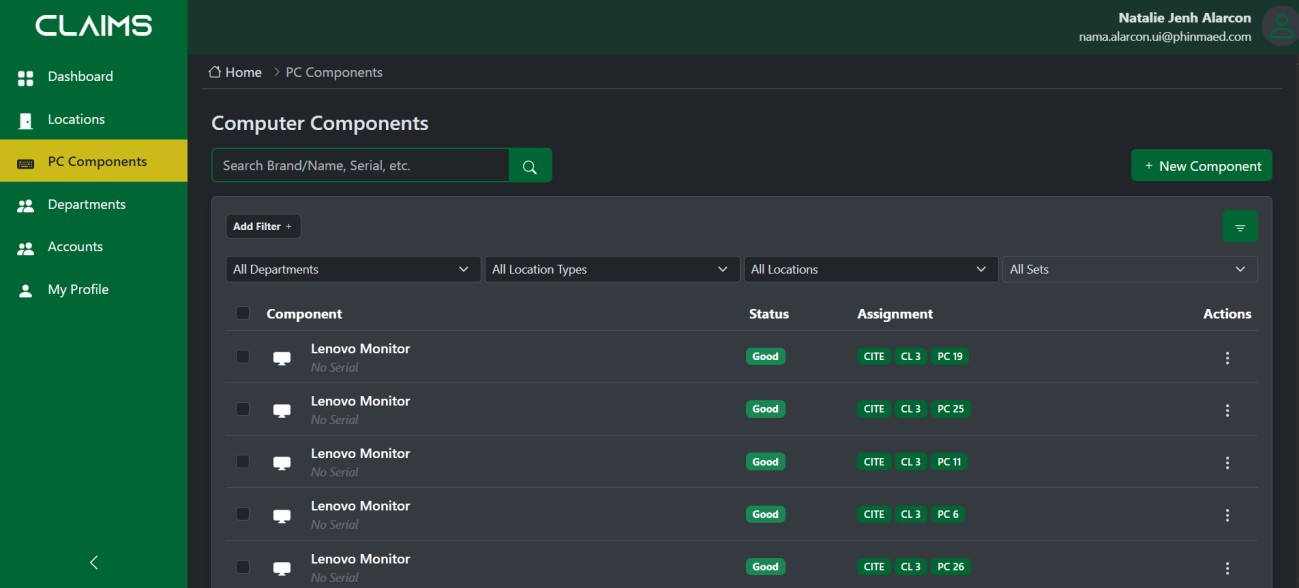 CLAIMS
Natalie Jenh Alarcon
nama.alarcon.ui@phinmaed.com
Dashboard
Locations
PC Components
Departments
Accounts
My Profile
Home > PC Components
Computer Components
Search Brand/Name, Serial, etc.
+ New Component
Add Filter +
All Departments All Location Types All Locations All Sets
Component Status Assignment Actions
Lenovo Monitor Good CITE CL 3 PC 19
No Serial
Lenovo Monitor Good CITE CL 3 PC 25
No Serial
Lenovo Monitor Good CITE CL 3 PC 11
No Serial
Lenovo Monitor Good CITE CL 3 PC 6
No Serial
Lenovo Monitor Good CITE CL 3 PC 26
No Serial